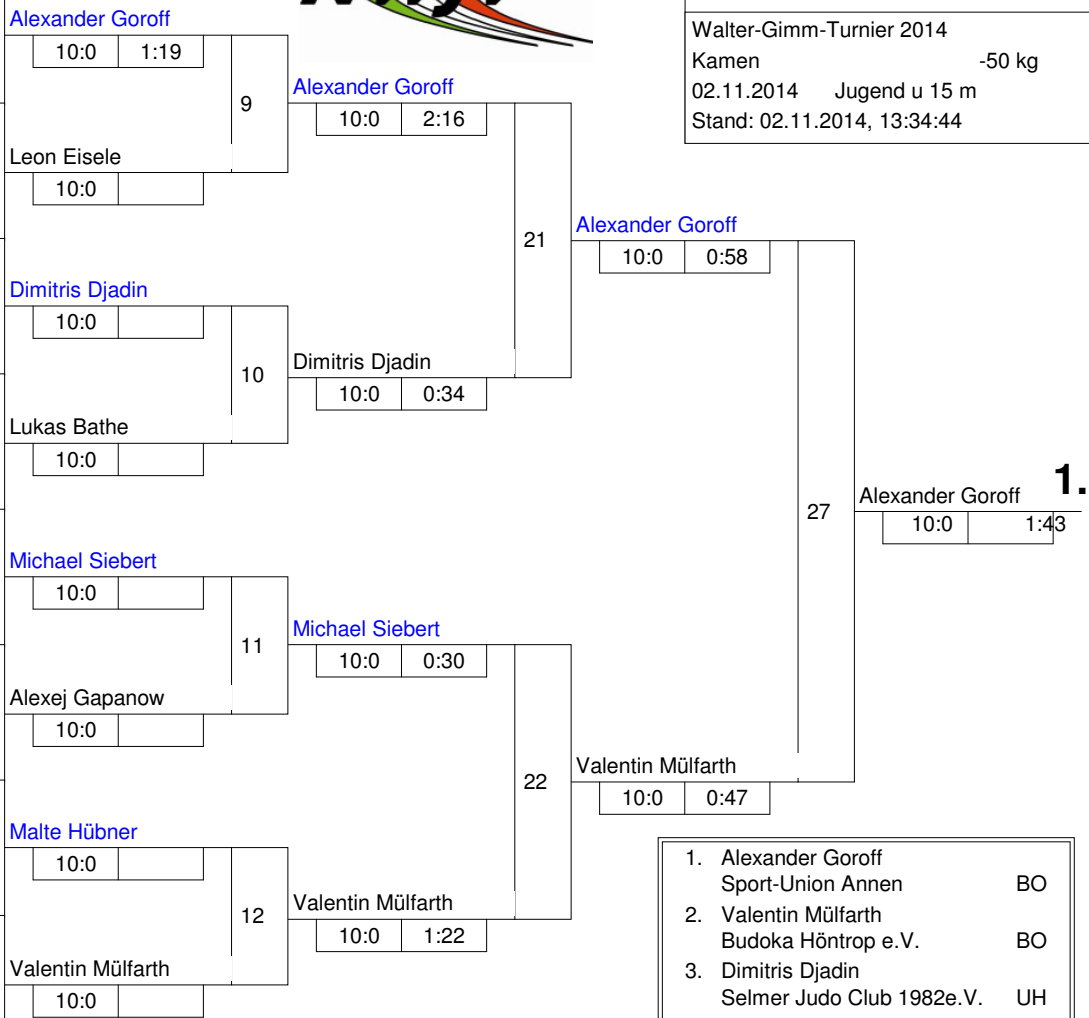 Walter-Gimm-Turnier 2014
Kamen -50 kg
02.11.2014 Jugend u 15 m
Stand: 02.11.2014, 13:34:44
Alexander Goroff
10:0 1:19
9
Leon Eisele
10:0
Alexander Goroff
10:0 2:16
21
Dimitris Djadin
10:0
10
Lukas Bathe
10:0
Dimitris Djadin
10:0 0:34
Alexander Goroff
10:0 0:58
27
Alexander Goroff 1.
10:0 1:43
Michael Siebert
10:0
11
Alexej Gapanow
10:0
Michael Siebert
10:0 0:30
22
Malte Hübner
10:0
12
Valentin Mülfarth
10:0
Valentin Mülfarth
10:0 1:22
Valentin Mülfarth
10:0 0:47
1. Alexander Goroff
Sport-Union Annen BO
2. Valentin Mülfarth
Budoka Höntrop e.V. BO
3. Dimitris Djadin
Selmer Judo Club 1982e.V. UH